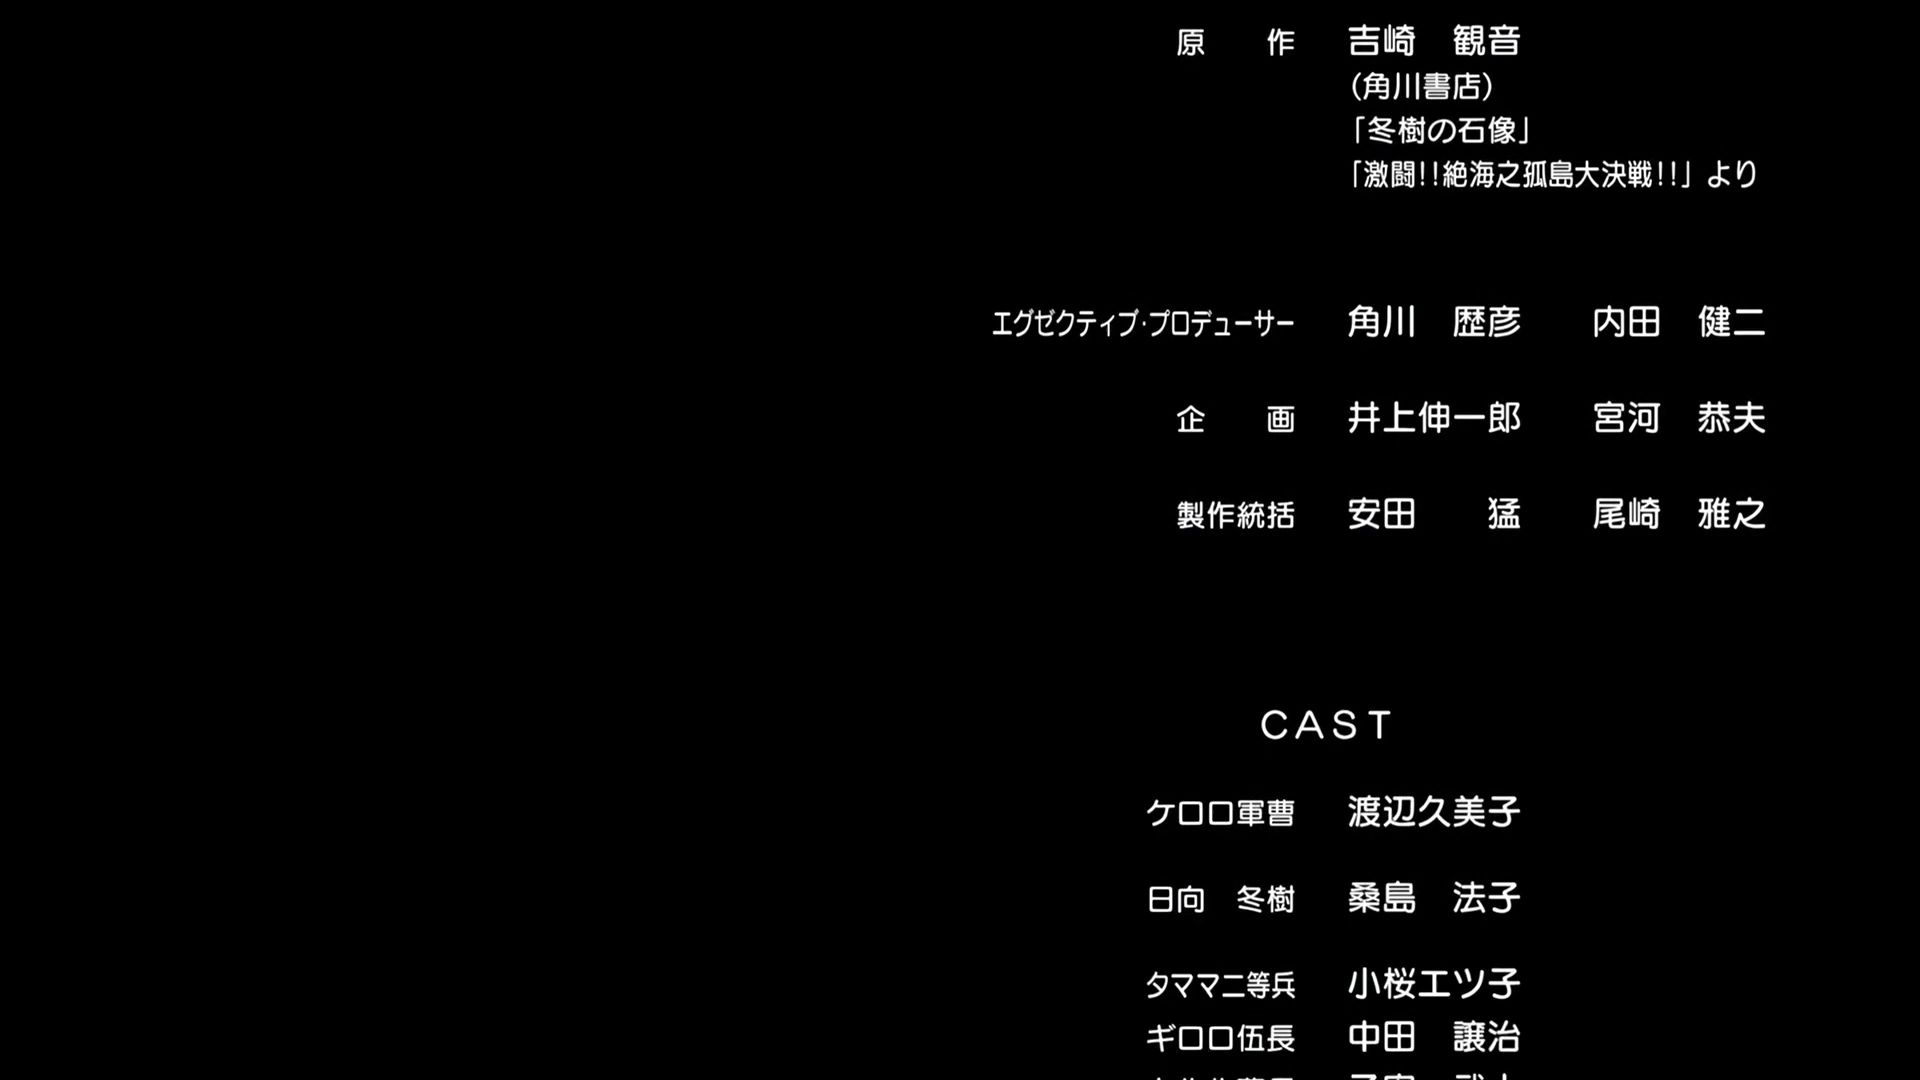 原　　作　吉崎　観音
(角川書店)
「冬樹の石像」
「激闘!!絶海之孤島大決戦!!」より
エグゼクティブ・プロデューサー　角川　歴彦　　内田　健二
企　　画　井上伸一郎　　宮河　恭夫
製作統括　安田　　猛　　尾崎　雅之
CAST
ケロロ軍曹　渡辺久美子
日向　冬樹　桑島　法子
タママ二等兵　小桜エツ子
ギロロ伍長　中田　譲治